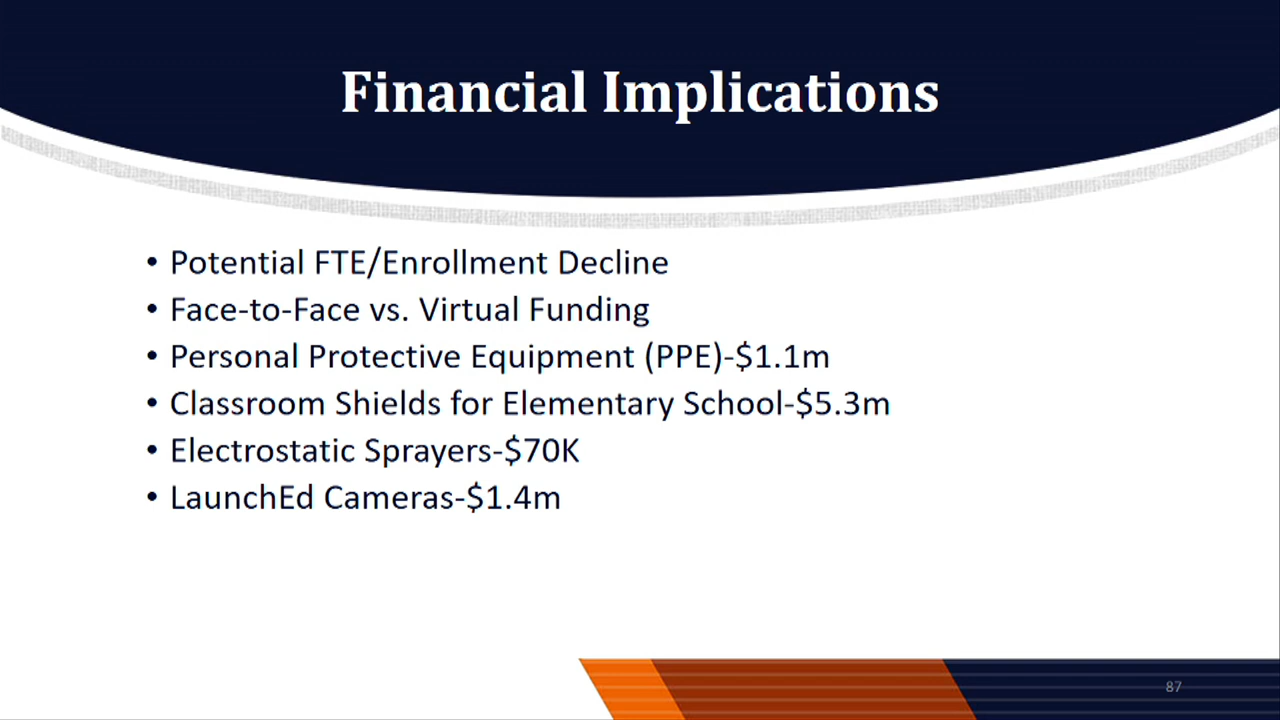 Financial Implications
• Potential FTE/Enrollment Decline
• Face-to-Face vs. Virtual Funding
• Personal Protective Equipment (PPE)-$1.1m
• Classroom Shields for Elementary School-$5.3m
• Electrostatic Sprayers-$70K
• LaunchEd Cameras-$1.4m
87